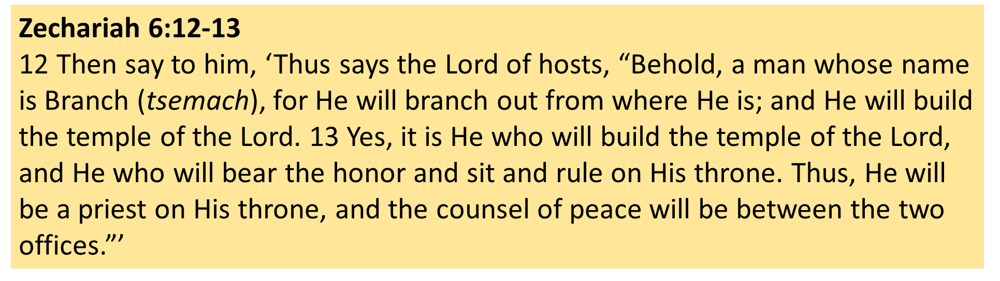 Zechariah 6:12-13
12 Then say to him, ‘Thus says the Lord of hosts, “Behold, a man whose name
is Branch (tsemach), for He will branch out from where He is; and He will build
the temple of the Lord. 13 Yes, it is He who will build the temple of the Lord,
and He who will bear the honor and sit and rule on His throne. Thus, He will
be a priest on His throne, and the counsel of peace will be between the two
offices.”’